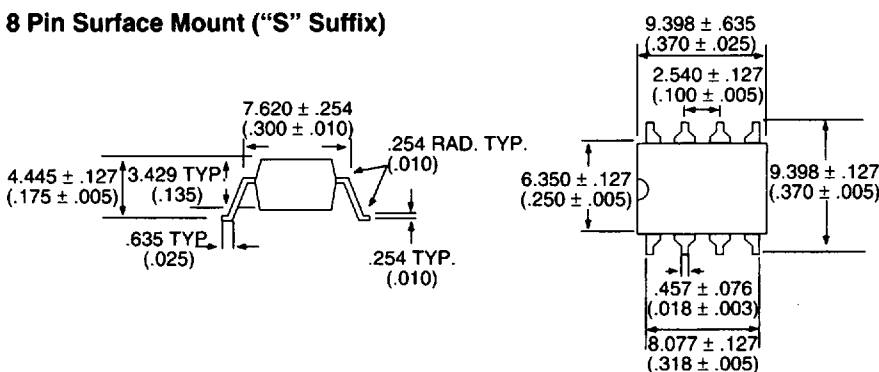 8 Pin Surface Mount (“S” Suffix)
7.620 ± .254
(.300 ± .010)
.254 RAD. TYP.
(.010)
4.445 ± .127
(.175 ± .005)
3.429 TYP.
(.135)
.635 TYP.
(.025)
.254 TYP.
(.010)
9.398 ± .635
(.370 ± .025)
2.540 ± .127
(.100 ± .005)
6.350 ± .127
(.250 ± .005)
9.398 ± .127
(.370 ± .005)
.457 ± .076
(.018 ± .003)
8.077 ± .127
(.318 ± .005)